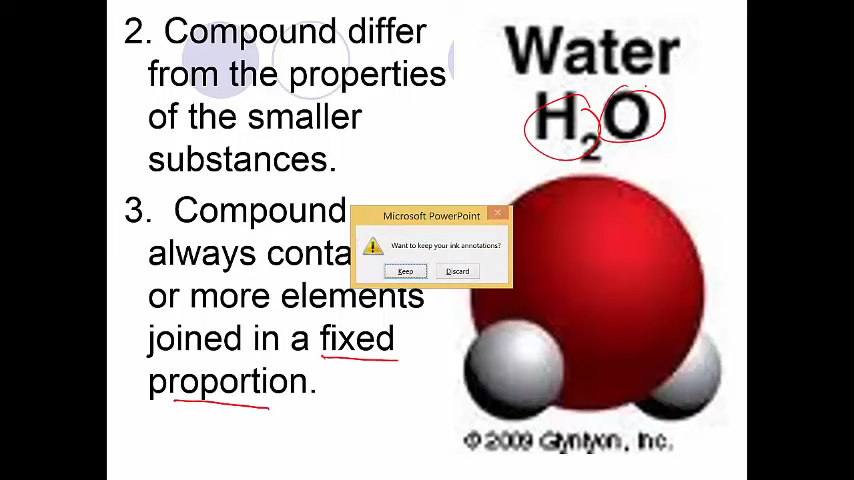 2. Compound differ
from the properties
of the smaller
substances.
3. Compound
always conta
or more elements
joined in a fixed
proportion.
Water
H₂O
Microsoft PowerPoint
Want to keep your ink annotations?
Keep Discard
© 2009 Glynlyon, Inc.